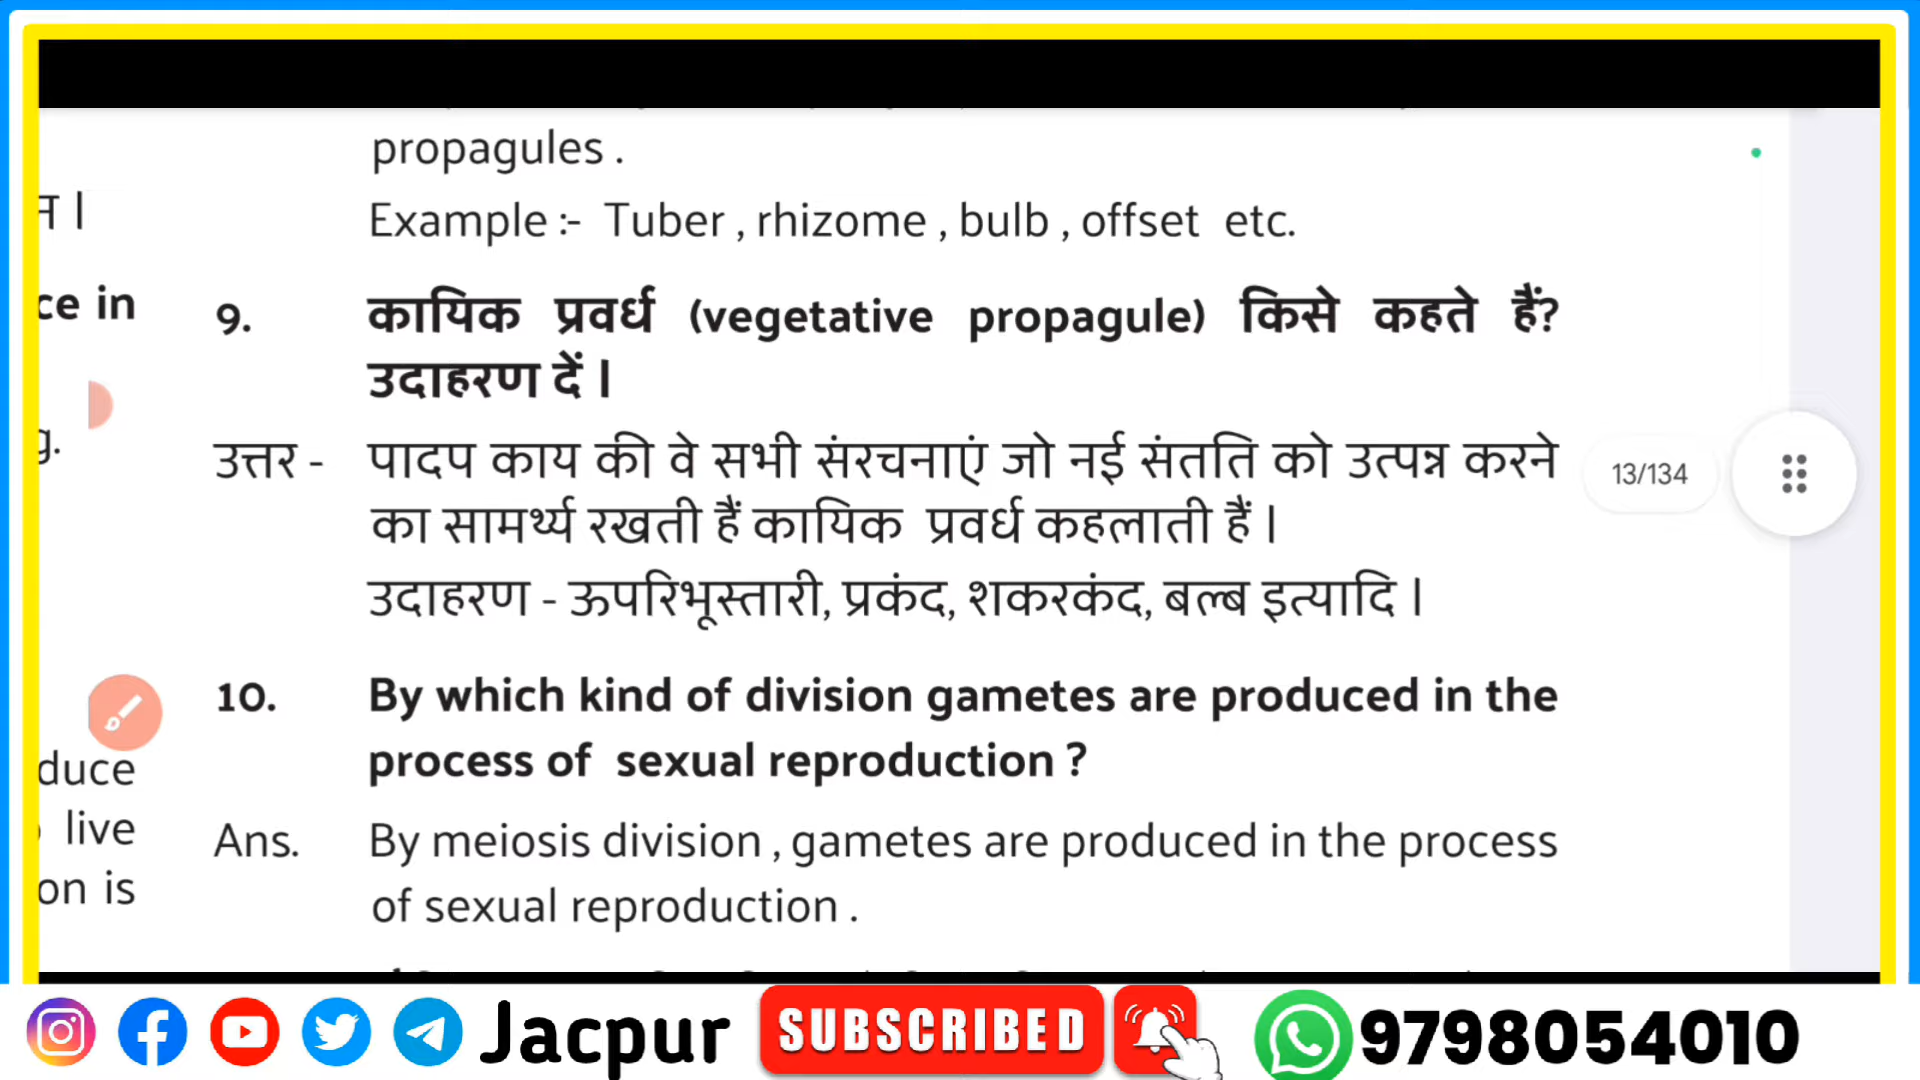 propagules .
Example :- Tuber , rhizome , bulb , offset etc.
ce in
9. कायिक प्रवर्ध (vegetative propagule) किसे कहते हैं?
उदाहरण दें ।
g.
उत्तर - पादप काय की वे सभी संरचनाएं जो नई संतति को उत्पन्न करने
13/134
का सामर्थ्य रखती हैं कायिक प्रवर्ध कहलाती हैं ।
उदाहरण - ऊपरिभूस्तारी, प्रकंद, शकरकंद, बल्ब इत्यादि ।
10. By which kind of division gametes are produced in the
process of sexual reproduction ?
duce
live
on is
Ans. By meiosis division , gametes are produced in the process
of sexual reproduction .
Jacpur
SUBSCRIBED
9798054010